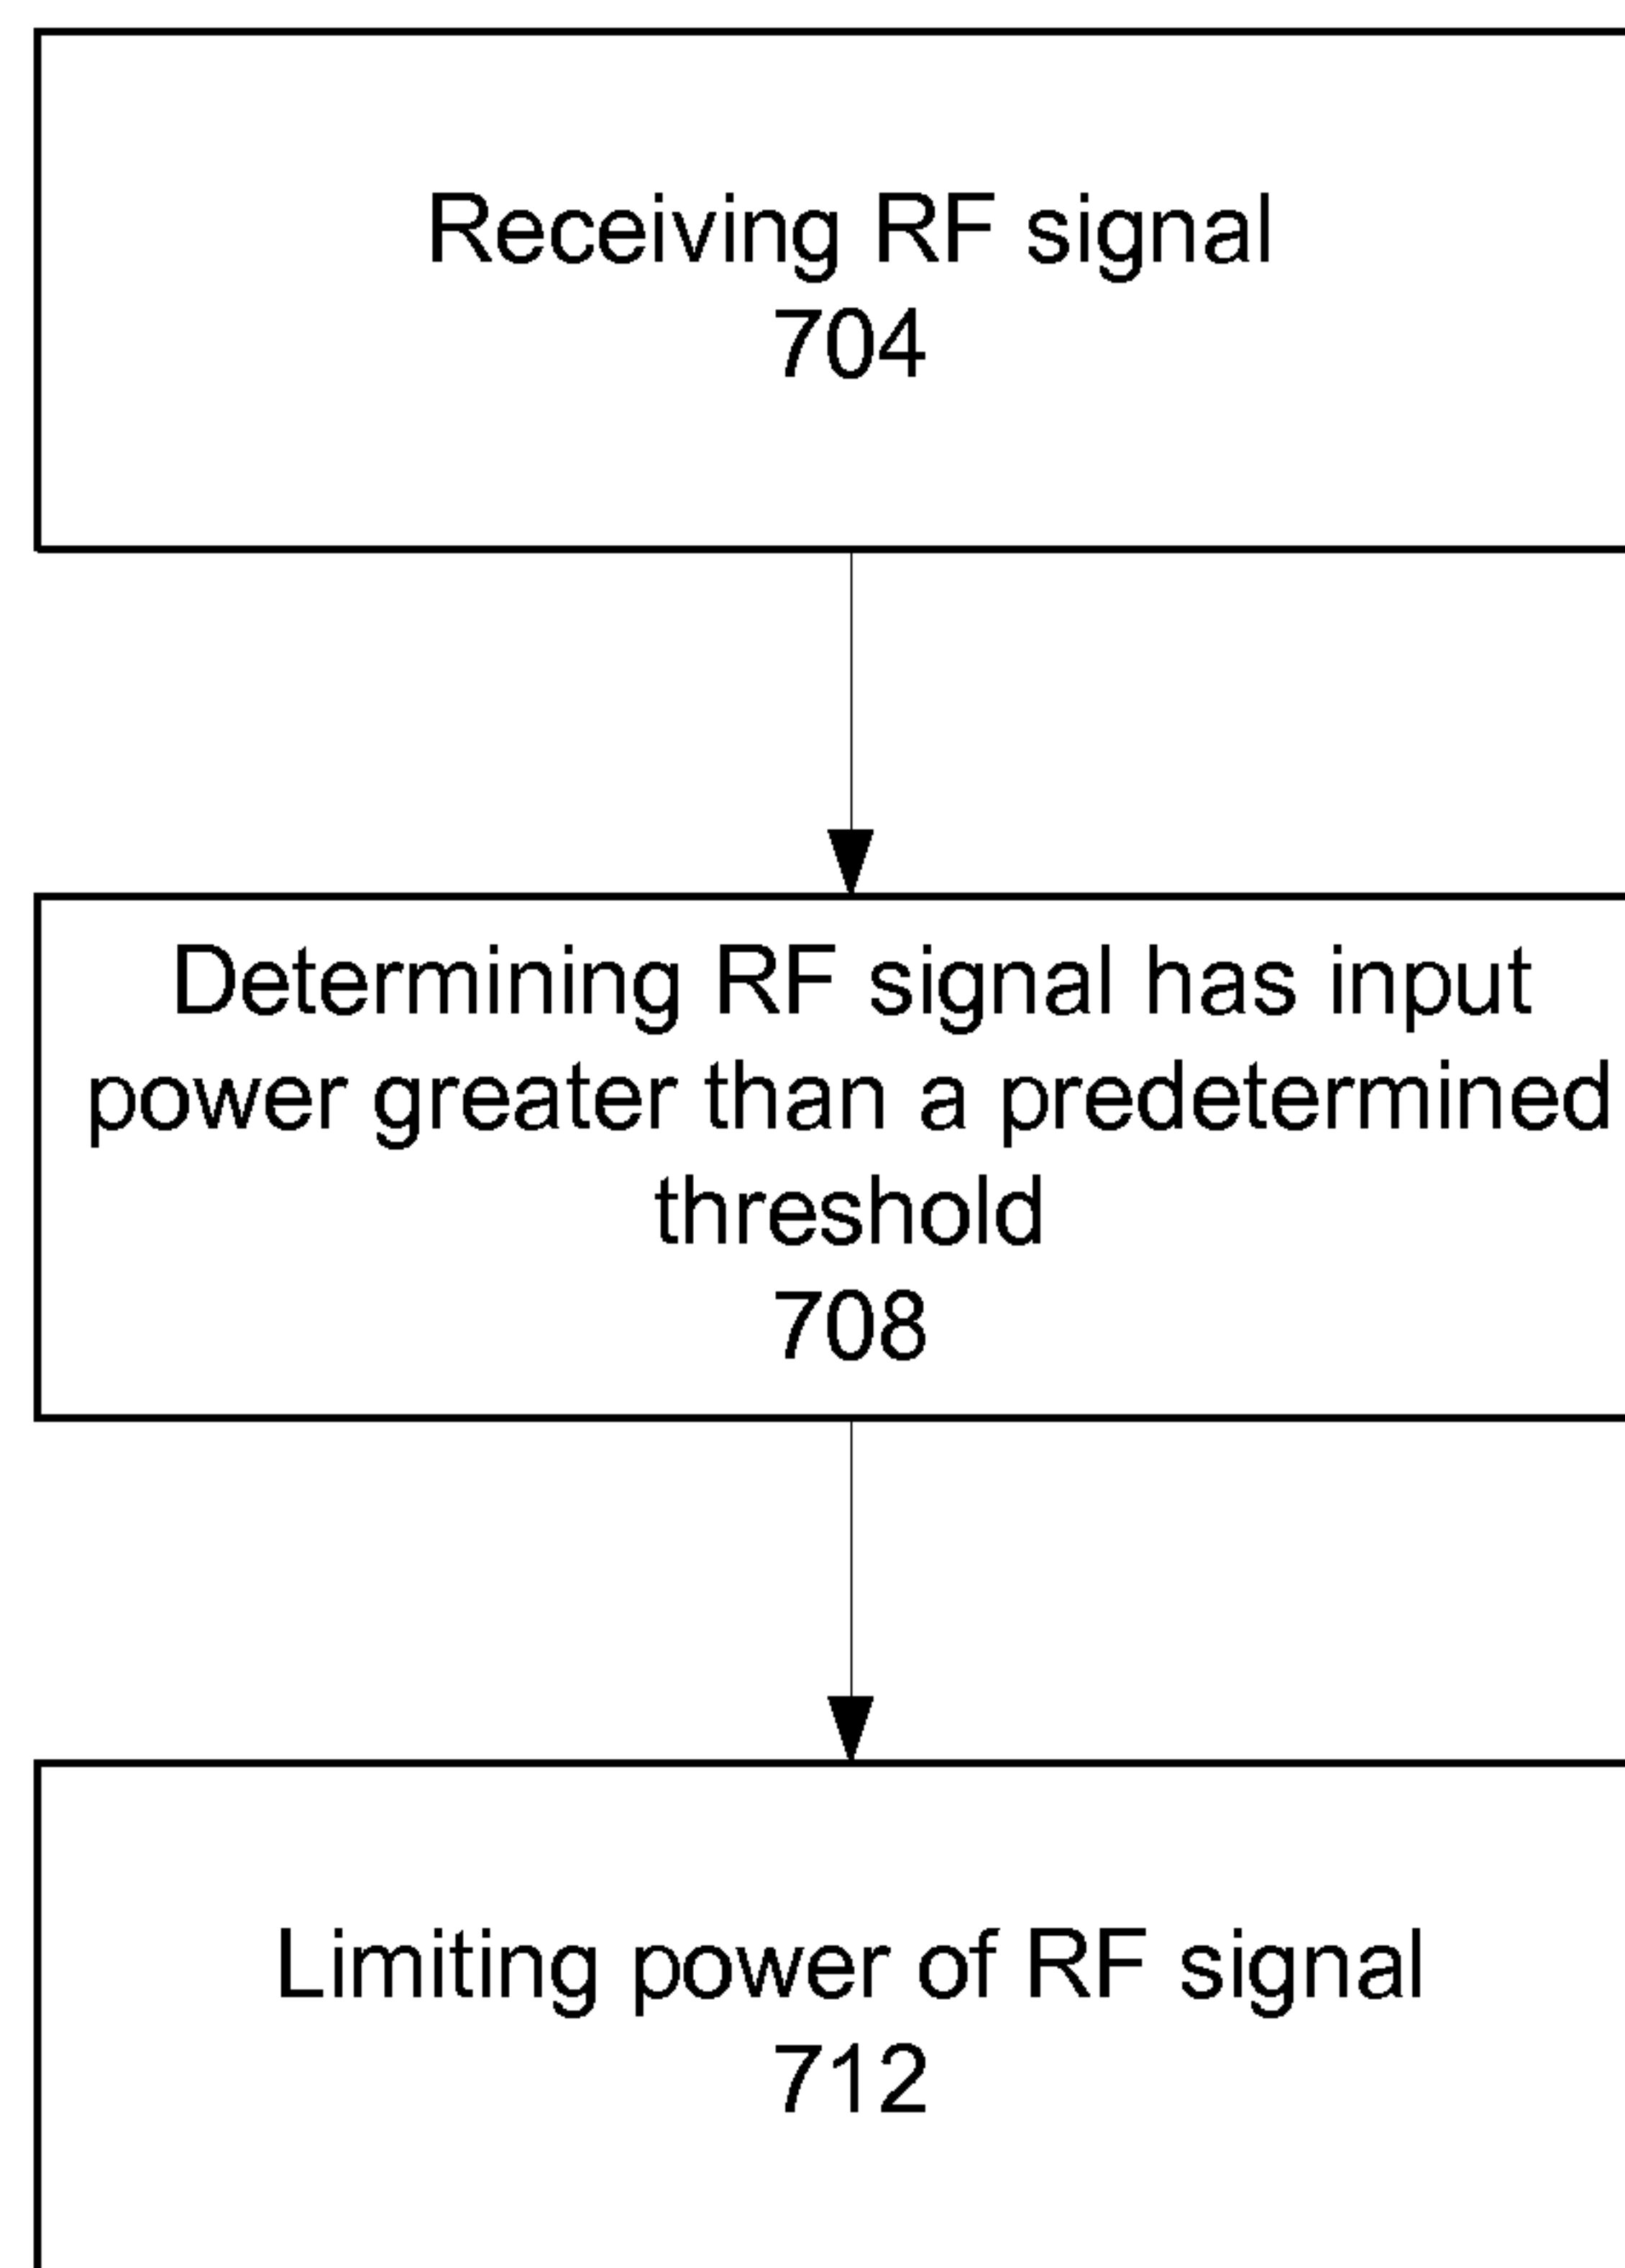 Receiving RF signal
704
Determining RF signal has input
power greater than a predetermined
threshold
708
Limiting power of RF signal
712